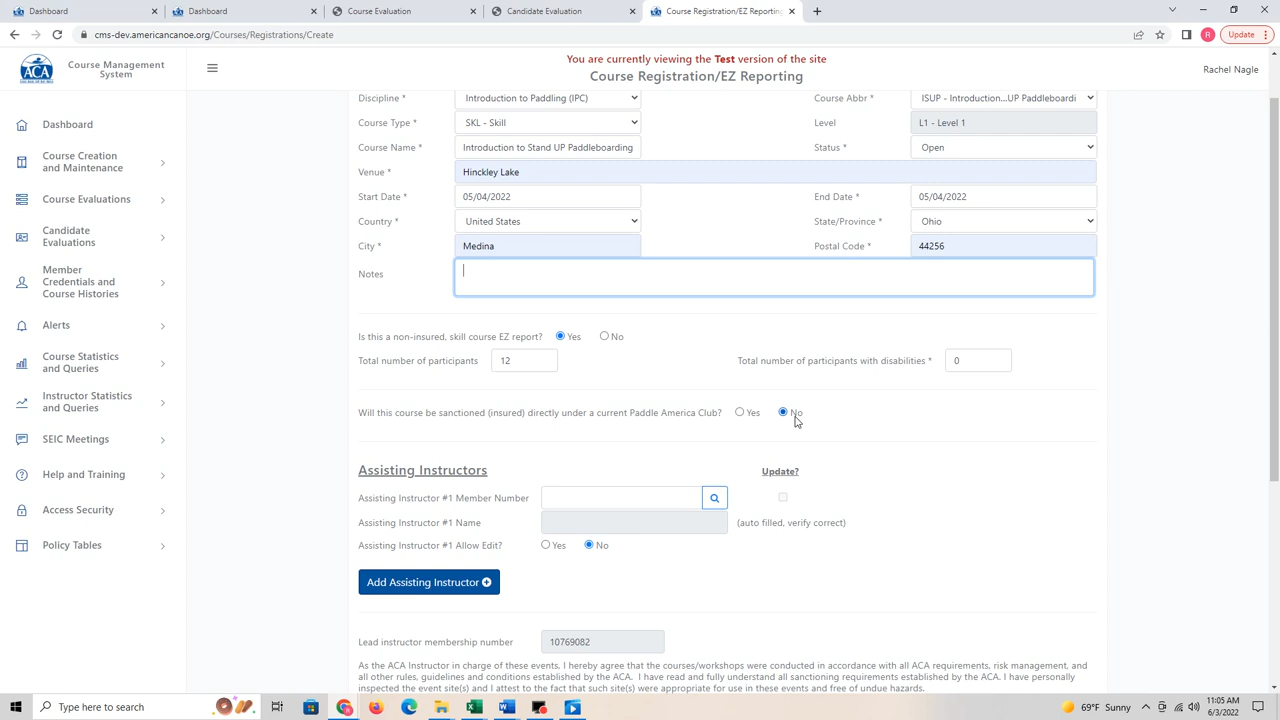 Dashboard
Dashboard
Course Evaluation
Candidate Evaluation
Course Registration/EZ Reporting
cms-dev.americancanoe.org/Courses/Registrations/Create
R
Update
ACA
Course Management System
You are currently viewing the Test version of the site
Course Registration/EZ Reporting
Rachel Nagle
Dashboard
Course Creation and Maintenance
Course Evaluations
Candidate Evaluations
Member Credentials and Course Histories
Alerts
Course Statistics and Queries
Instructor Statistics and Queries
SEIC Meetings
Help and Training
Access Security
Policy Tables
Discipline * Introduction to Paddling (IPC) Course Abbr * ISUP - Introduction...UP Paddleboardi
Course Type * SKL - Skill Level L1 - Level 1
Course Name * Introduction to Stand UP Paddleboarding Status * Open
Venue * Hinckley Lake
Start Date * 05/04/2022 End Date * 05/04/2022
Country * United States State/Province * Ohio
City * Medina Postal Code * 44256
Notes
Is this a non-insured, skill course EZ report? Yes No
Total number of participants 12 Total number of participants with disabilities * 0
Will this course be sanctioned (insured) directly under a current Paddle America Club? Yes No
Assisting Instructors Update?
Assisting Instructor #1 Member Number
Assisting Instructor #1 Name (auto filled, verify correct)
Assisting Instructor #1 Allow Edit? Yes No
Add Assisting Instructor
Lead instructor membership number 10769082
As the ACA Instructor in charge of these events, I hereby agree that the courses/workshops were conducted in accordance with all ACA requirements, risk management, and
all other rules, guidelines and conditions established by the ACA. I have read and fully understand all sanctioning requirements established by the ACA. I have personally
inspected the event site(s) and I attest to the fact that such site(s) were appropriate for use in these events and free of undue hazards.
Type here to search
69°F Sunny
11:05 AM
6/3/2022